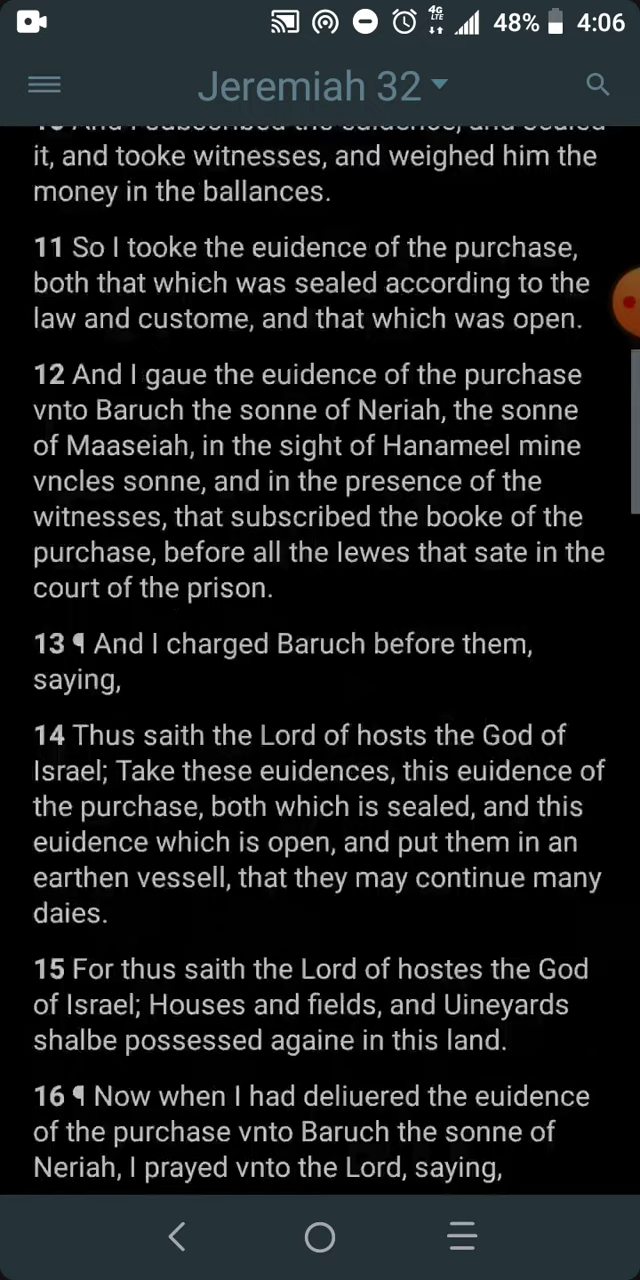 4G
LTE
48%
4:06
Jeremiah 32
10 And I subscribed the euidence, and sealed
it, and tooke witnesses, and weighed him the
money in the ballances.
11 So I tooke the euidence of the purchase,
both that which was sealed according to the
law and custome, and that which was open.
12 And I gaue the euidence of the purchase
vnto Baruch the sonne of Neriah, the sonne
of Maaseiah, in the sight of Hanameel mine
vncles sonne, and in the presence of the
witnesses, that subscribed the booke of the
purchase, before all the Iewes that sate in the
court of the prison.
13 ¶ And I charged Baruch before them,
saying,
14 Thus saith the Lord of hosts the God of
Israel; Take these euidences, this euidence of
the purchase, both which is sealed, and this
euidence which is open, and put them in an
earthen vessell, that they may continue many
daies.
15 For thus saith the Lord of hostes the God
of Israel; Houses and fields, and Uineyards
shalbe possessed againe in this land.
16 ¶ Now when I had deliuered the euidence
of the purchase vnto Baruch the sonne of
Neriah, I prayed vnto the Lord, saying,